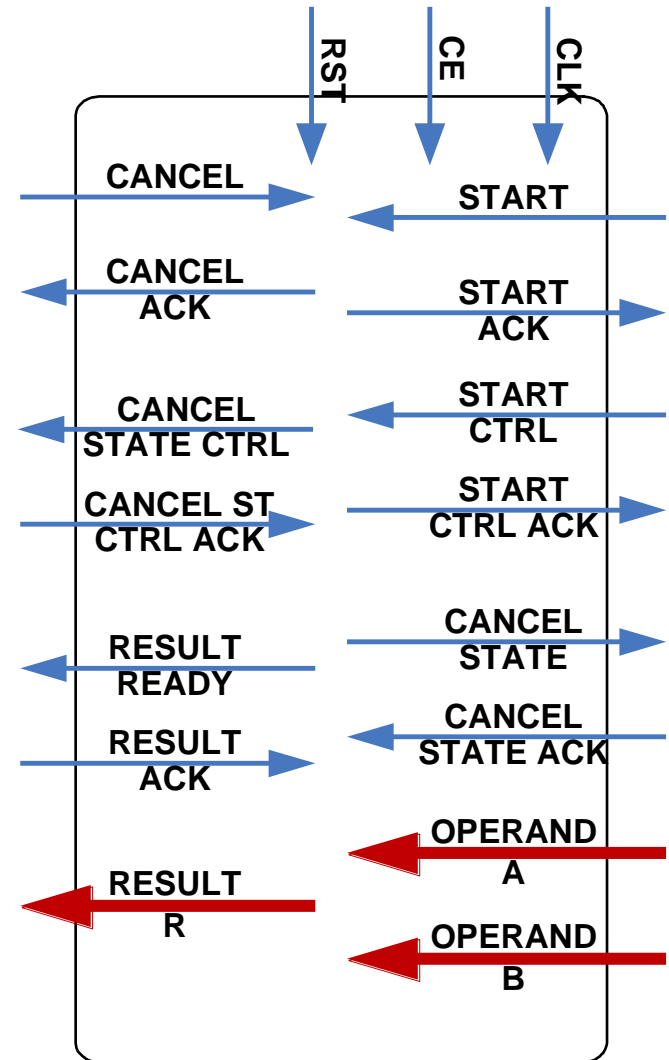 RST
CE
CLK
CANCEL
CANCEL
ACK
CANCEL
STATE CTRL
CANCEL ST
CTRL ACK
RESULT
READY
RESULT
ACK
RESULT
R
START
START
ACK
START
CTRL
START
CTRL ACK
CANCEL
STATE
CANCEL
STATE ACK
OPERAND
A
OPERAND
B